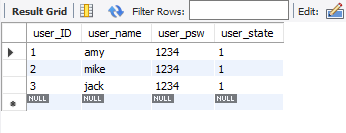 Result Grid Filter Rows: Edit:
user_ID user_name user_psw user_state
1 amy 1234 1
2 mike 1234 1
3 jack 1234 1
NULL NULL NULL NULL